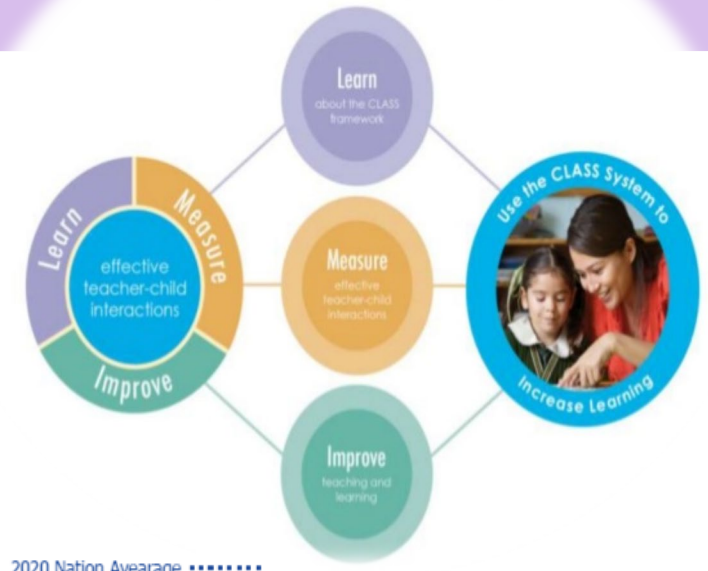 Learn
about the CLASS
framework
Learn
Measure
Improve
effective
teacher-child
interactions
Measure
effective
teacher-child
interactions
Use the CLASS System to
Increase Learning
Improve
teaching and
learning
2020 Nation Avearage